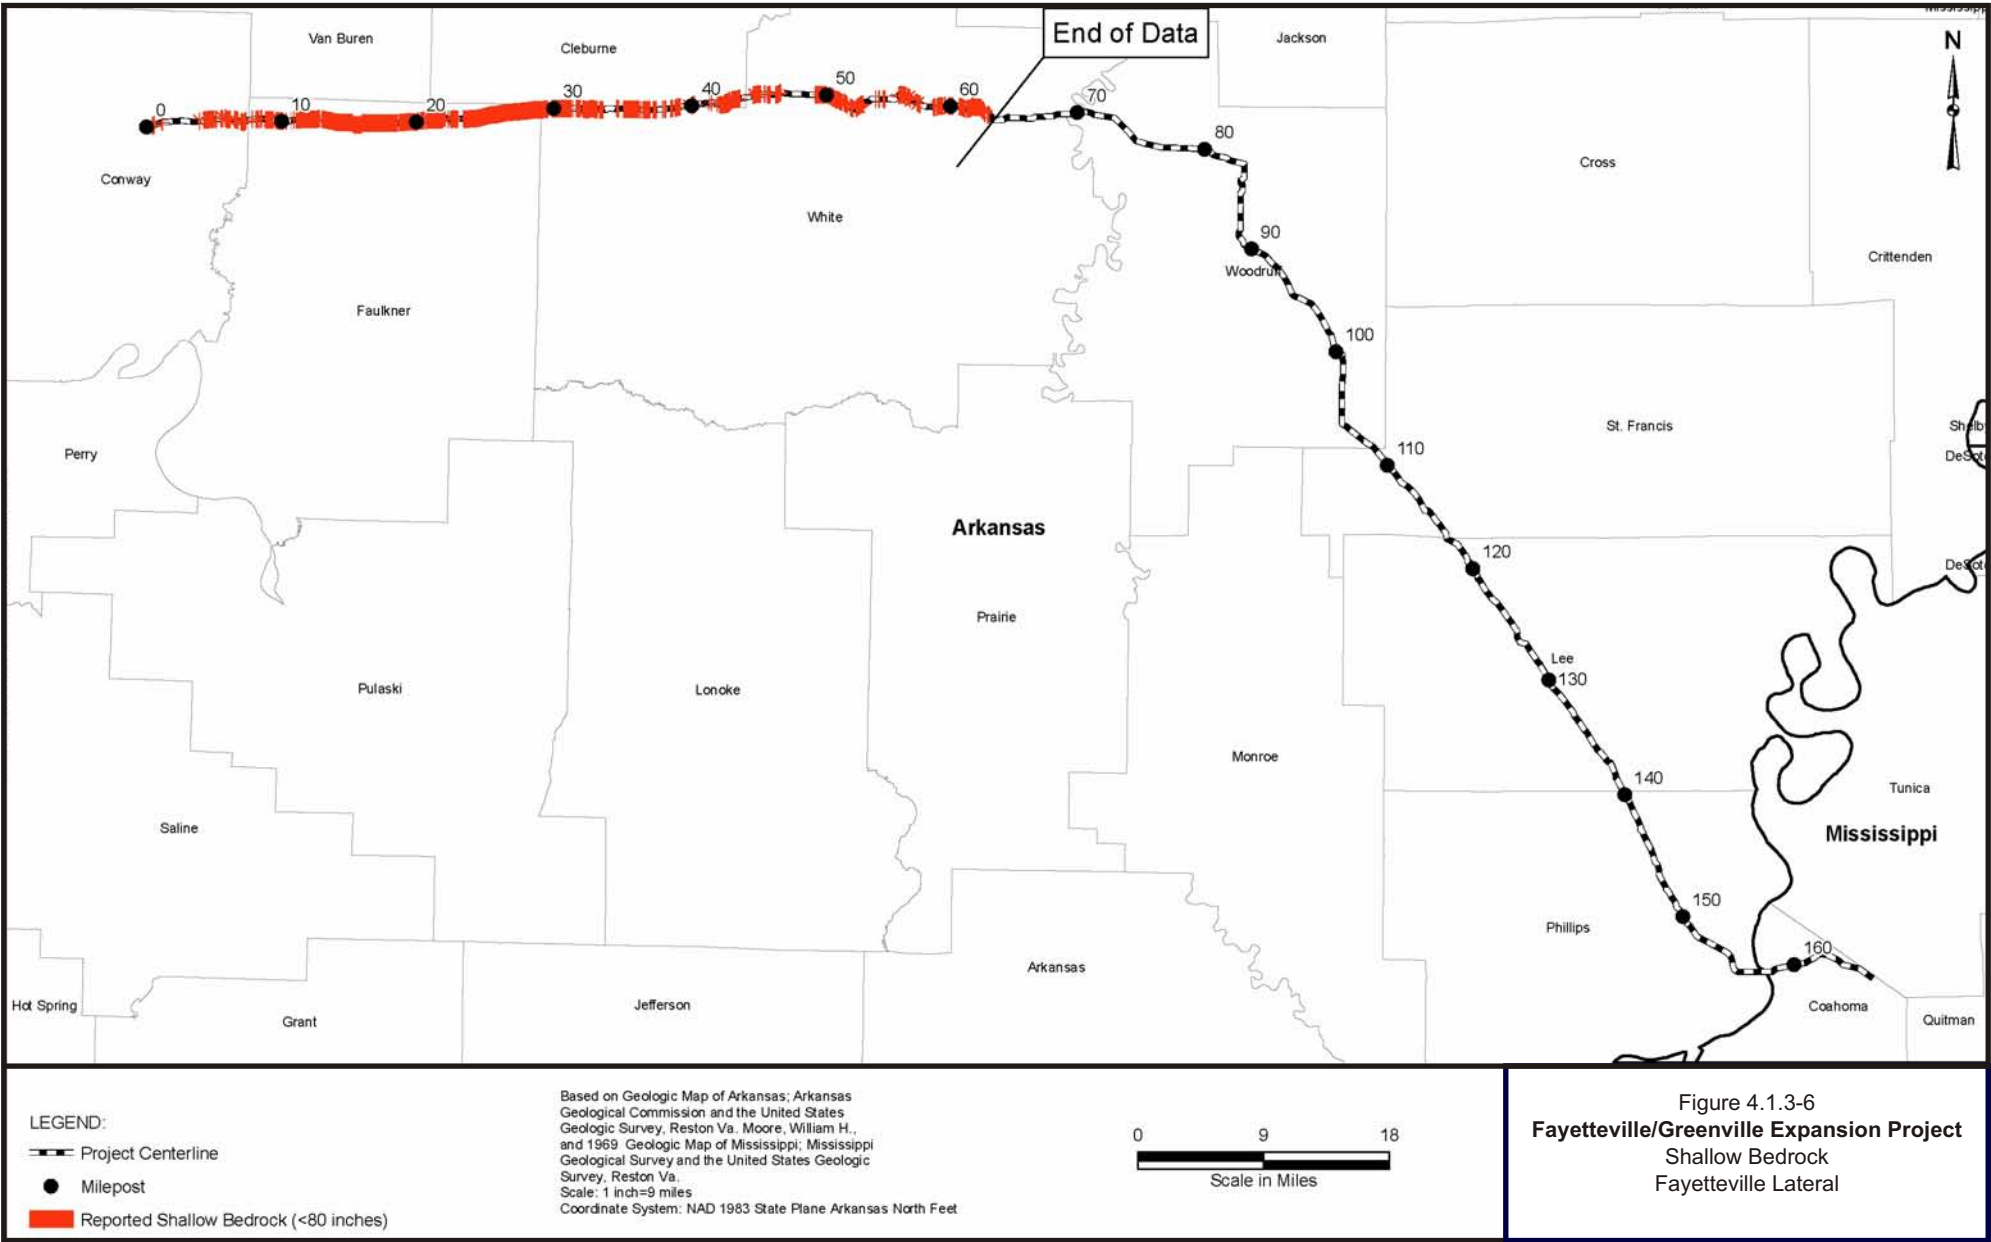 Mississippi
End of Data
Van Buren
Cleburne
Jackson
N
0
10
20
30
40
50
60
70
80
90
100
110
120
130
140
150
160
Conway
White
Cross
Crittenden
Woodruff
Faulkner
Perry
St. Francis
Shelb
DeSoto
DeSoto
Arkansas
Prairie
Lee
Pulaski
Lonoke
Monroe
Tunica
Mississippi
Saline
Phillips
Arkansas
Hot Spring
Grant
Jefferson
Coahoma
Quitman
LEGEND:
Project Centerline
Milepost
Reported Shallow Bedrock (<80 inches)
Based on Geologic Map of Arkansas; Arkansas
Geological Commission and the United States
Geologic Survey, Reston Va. Moore, William H.,
and 1969 Geologic Map of Mississippi; Mississippi
Geological Survey and the United States Geologic
Survey, Reston Va.
Scale: 1 inch=9 miles
Coordinate System: NAD 1983 State Plane Arkansas North Feet
0 9 18
Scale in Miles
Figure 4.1.3-6
Fayetteville/Greenville Expansion Project
Shallow Bedrock
Fayetteville Lateral